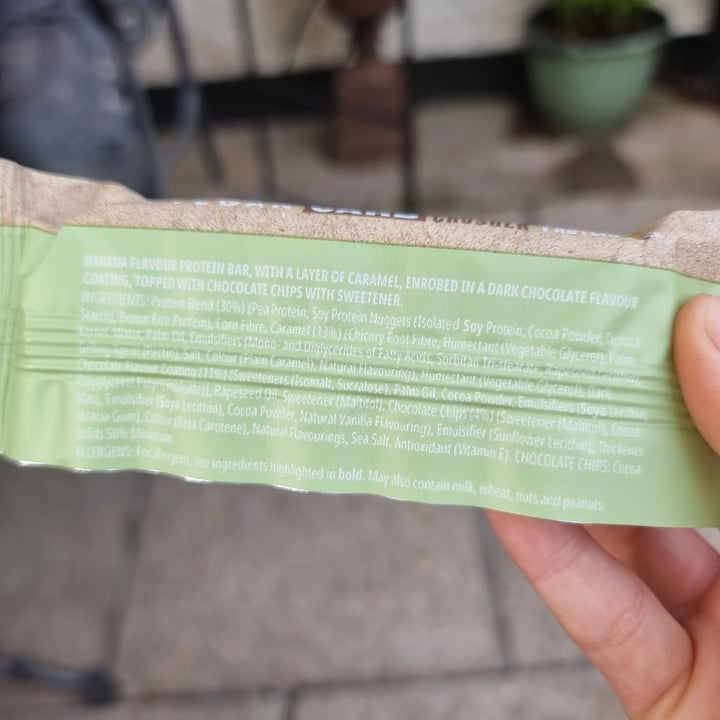 CRUSHER
BANANA FLAVOUR PROTEIN BAR, WITH A LAYER OF CARAMEL, ENROBED IN A DARK CHOCOLATE FLAVOUR
COATING, TOPPED WITH CHOCOLATE CHIPS WITH SWEETENER.
INGREDIENTS: Protein Blend (30%) (Pea Protein, Soy Protein Nuggets (Isolated Soy Protein, Cocoa Powder, Tapioca
Starch), Brown Rice Protein), Corn Fibre, Caramel (13%) (Chicory Root Fibre, Humectant (Vegetable Glycerol), Palm
Kernel, Water, Palm Oil, Emulsifiers (Mono- and Diglycerides of Fatty Acids, Sorbitan Tristearate,
Gelling Agent (Pectin), Salt, Colour (Plain Caramel), Natural Flavouring), Humectant (Vegetable Glycerol), Dark
Chocolate Flavour Coating (11%) (Sweeteners (Isomalt, Sucralose), Palm Oil, Cocoa Powder, Emulsifiers (Soya Lecithin,
Polyglycerol Polyricinoleate)), Rapeseed Oil, Sweetener (Maltitol), Chocolate Chips (4%) (Sweetener (Maltitol), Cocoa
Mass, Emulsifier (Soya Lecithin), Cocoa Powder, Natural Vanilla Flavouring), Emulsifier (Sunflower Lecithin), Thickener
(Acacia Gum), Colour (Beta Carotene), Natural Flavourings, Sea Salt, Antioxidant (Vitamin E). CHOCOLATE CHIPS: Cocoa
Solids 50% Minimum.
ALLERGENS: For allergens, see ingredients highlighted in bold. May also contain milk, wheat, nuts and peanuts.